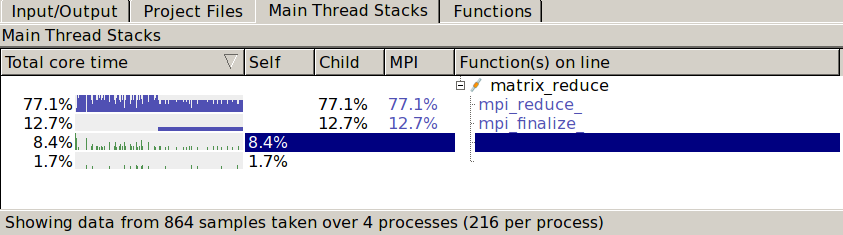 Input/Output Project Files Main Thread Stacks Functions
Main Thread Stacks
Total core time Self Child MPI Function(s) on line
matrix_reduce
77.1% 77.1% 77.1% mpi_reduce_
12.7% 12.7% 12.7% mpi_finalize_
8.4% 8.4%
1.7% 1.7%
Showing data from 864 samples taken over 4 processes (216 per process)